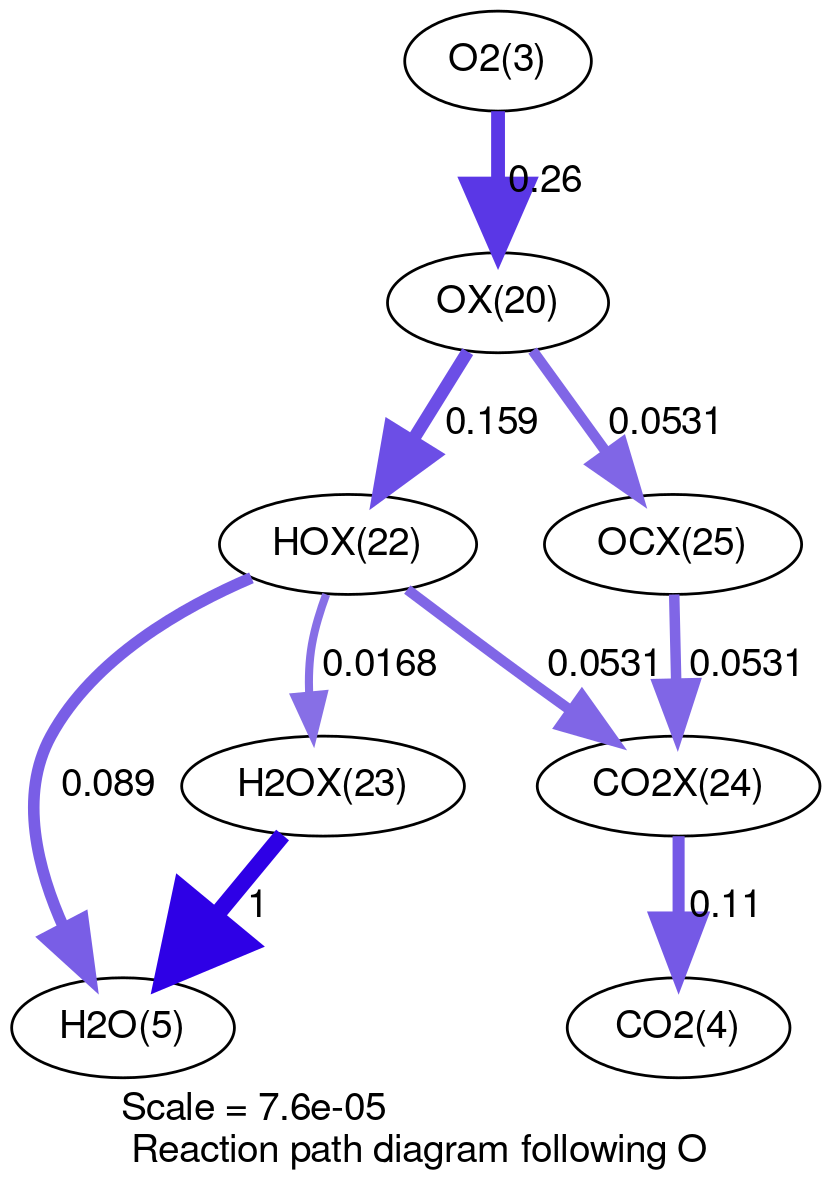 O2(3)
0.26
OX(20)
0.159
0.0531
HOX(22)
OCX(25)
0.0168
0.0531
0.0531
0.089
H2OX(23)
CO2X(24)
1
0.11
H2O(5)
CO2(4)
Scale = 7.6e-05
Reaction path diagram following O